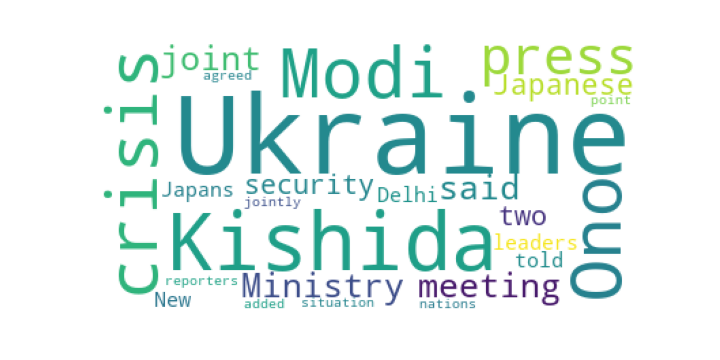 joint
agreed
Modi
press
Japanese
point
crisis
Ukraine
Japans
security
jointly
Delhi
said
Ono
two
Kishida
leaders
told
reporters
New
Ministry
meeting
added
situation
nations